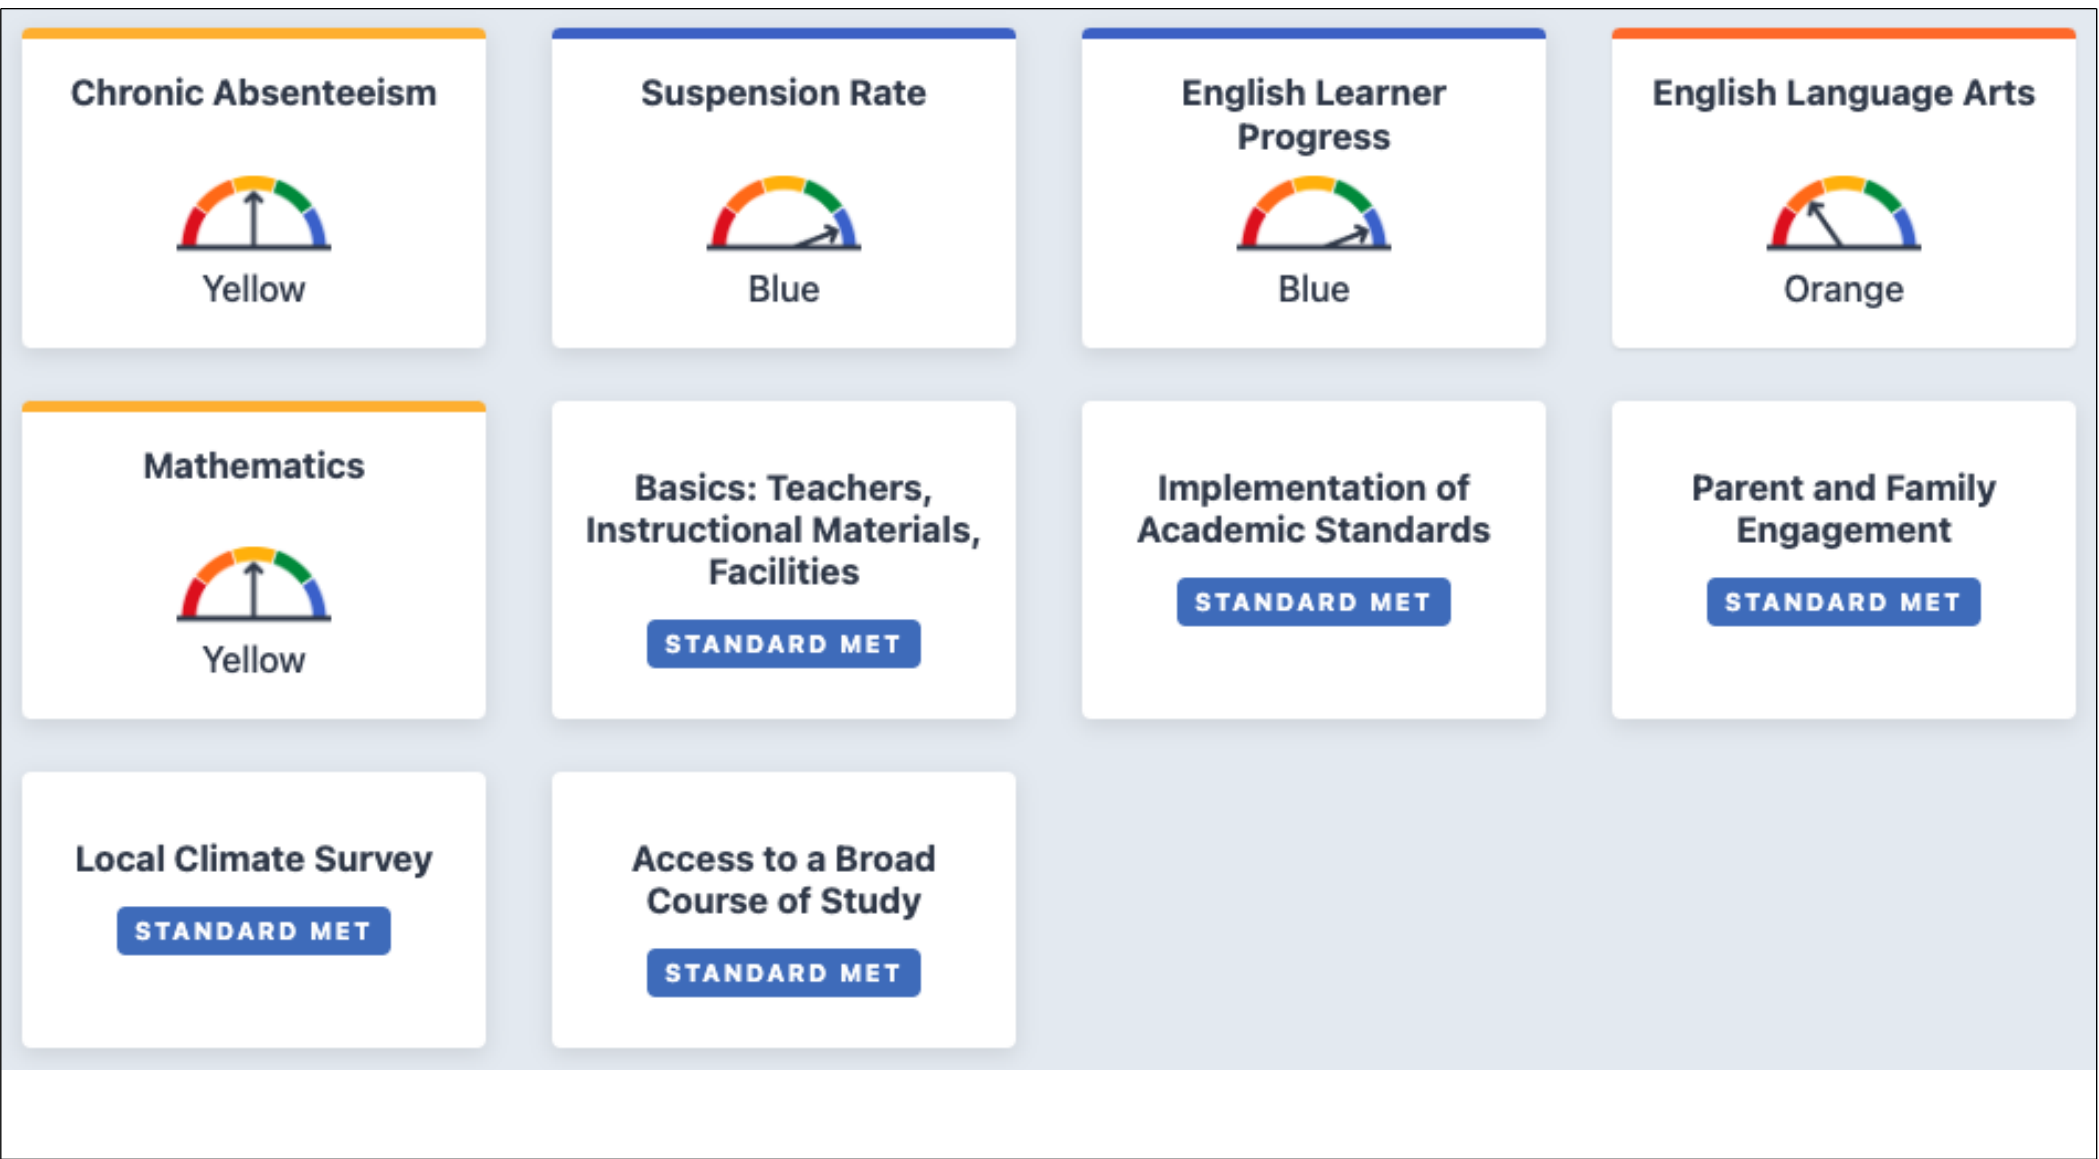 Chronic Absenteeism
Yellow
Suspension Rate
Blue
English Learner
Progress
Blue
English Language Arts
Orange
Mathematics
Yellow
Basics: Teachers,
Instructional Materials,
Facilities
STANDARD MET
Implementation of
Academic Standards
STANDARD MET
Parent and Family
Engagement
STANDARD MET
Local Climate Survey
STANDARD MET
Access to a Broad
Course of Study
STANDARD MET